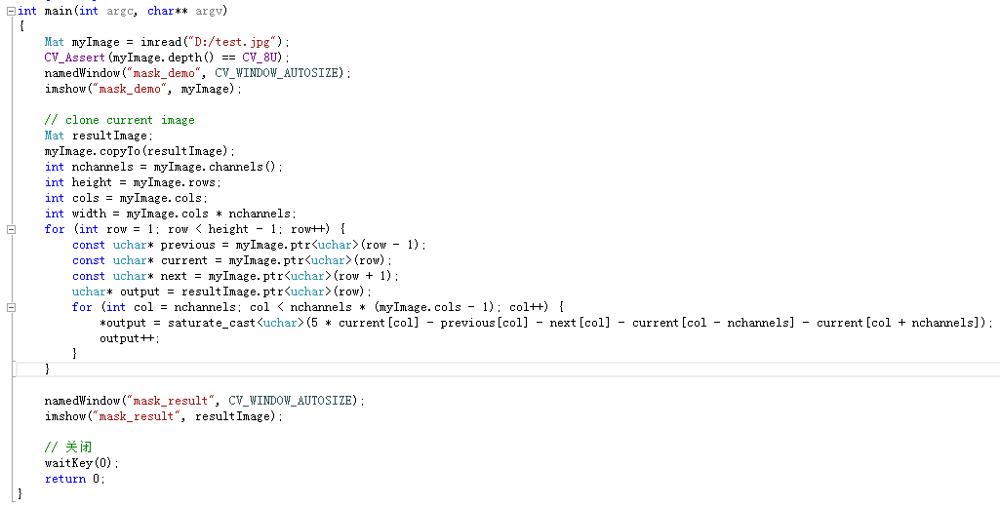 int main(int argc, char** argv)
{
    Mat myImage = imread("D:/test.jpg");
    CV_Assert(myImage.depth() == CV_8U);
    namedWindow("mask_demo", CV_WINDOW_AUTOSIZE);
    imshow("mask_demo", myImage);

    // clone current image
    Mat resultImage;
    myImage.copyTo(resultImage);
    int nchannels = myImage.channels();
    int height = myImage.rows;
    int cols = myImage.cols;
    int width = myImage.cols * nchannels;
    for (int row = 1; row < height - 1; row++) {
        const uchar* previous = myImage.ptr<uchar>(row - 1);
        const uchar* current = myImage.ptr<uchar>(row);
        const uchar* next = myImage.ptr<uchar>(row + 1);
        uchar* output = resultImage.ptr<uchar>(row);
        for (int col = nchannels; col < nchannels * (myImage.cols - 1); col++) {
            *output = saturate_cast<uchar>(5 * current[col] - previous[col] - next[col] - current[col - nchannels] - current[col + nchannels]);
            output++;
        }
    }

    namedWindow("mask_result", CV_WINDOW_AUTOSIZE);
    imshow("mask_result", resultImage);

    // 关闭
    waitKey(0);
    return 0;
}